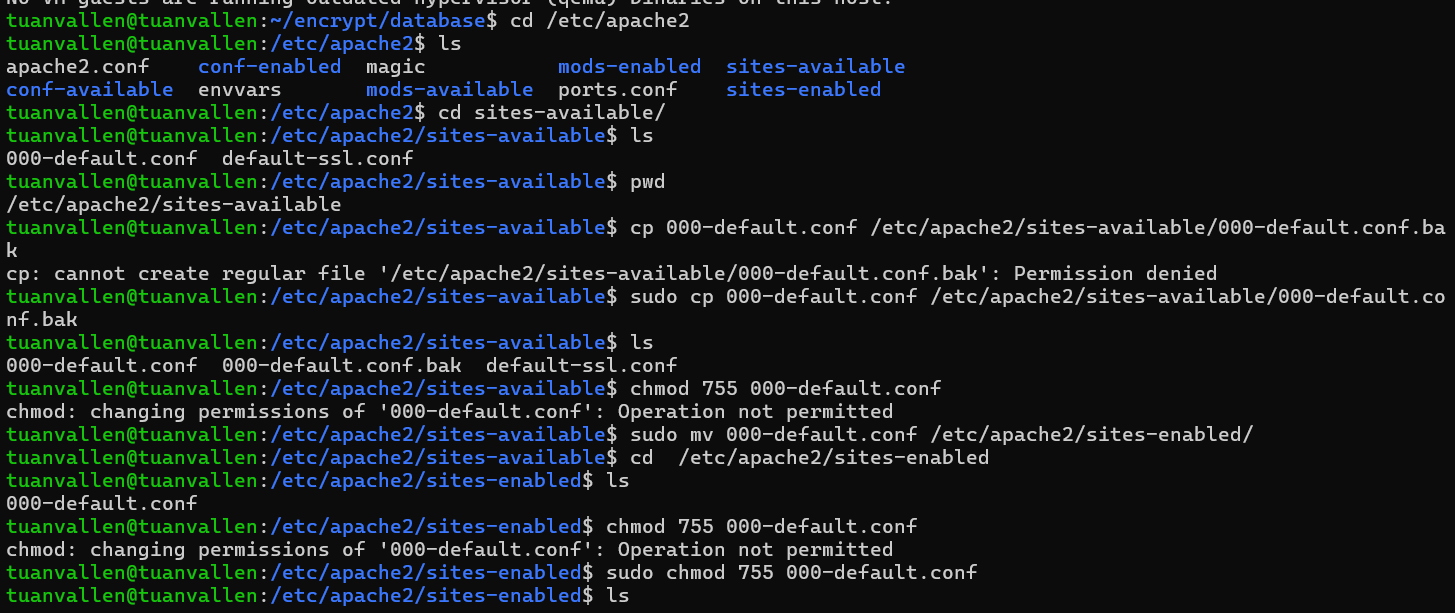 No VM guests are running outdated hypervisor (qemu) binaries on this host.
tuanvallen@tuanvallen:~/encrypt/database$ cd /etc/apache2
tuanvallen@tuanvallen:/etc/apache2$ ls
apache2.conf    conf-enabled  magic           mods-enabled  sites-available
conf-available  envvars       mods-available  ports.conf    sites-enabled
tuanvallen@tuanvallen:/etc/apache2$ cd sites-available/
tuanvallen@tuanvallen:/etc/apache2/sites-available$ ls
000-default.conf  default-ssl.conf
tuanvallen@tuanvallen:/etc/apache2/sites-available$ pwd
/etc/apache2/sites-available
tuanvallen@tuanvallen:/etc/apache2/sites-available$ cp 000-default.conf /etc/apache2/sites-available/000-default.conf.ba
k
cp: cannot create regular file '/etc/apache2/sites-available/000-default.conf.bak': Permission denied
tuanvallen@tuanvallen:/etc/apache2/sites-available$ sudo cp 000-default.conf /etc/apache2/sites-available/000-default.co
nf.bak
tuanvallen@tuanvallen:/etc/apache2/sites-available$ ls
000-default.conf  000-default.conf.bak  default-ssl.conf
tuanvallen@tuanvallen:/etc/apache2/sites-available$ chmod 755 000-default.conf
chmod: changing permissions of '000-default.conf': Operation not permitted
tuanvallen@tuanvallen:/etc/apache2/sites-available$ sudo mv 000-default.conf /etc/apache2/sites-enabled/
tuanvallen@tuanvallen:/etc/apache2/sites-available$ cd  /etc/apache2/sites-enabled
tuanvallen@tuanvallen:/etc/apache2/sites-enabled$ ls
000-default.conf
tuanvallen@tuanvallen:/etc/apache2/sites-enabled$ chmod 755 000-default.conf
chmod: changing permissions of '000-default.conf': Operation not permitted
tuanvallen@tuanvallen:/etc/apache2/sites-enabled$ sudo chmod 755 000-default.conf
tuanvallen@tuanvallen:/etc/apache2/sites-enabled$ ls